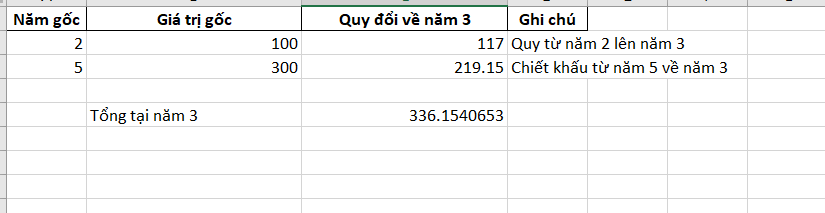 Năm gốc Giá trị gốc Quy đổi về năm 3 Ghi chú
2 100 117 Quy từ năm 2 lên năm 3
5 300 219.15 Chiết khấu từ năm 5 về năm 3
Tổng tại năm 3 336.1540653